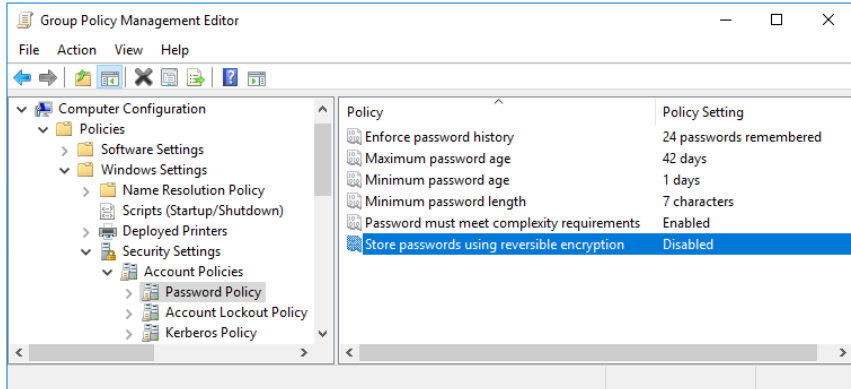 Group Policy Management Editor
File Action View Help
Computer Configuration
Policies
Software Settings
Windows Settings
Name Resolution Policy
Scripts (Startup/Shutdown)
Deployed Printers
Security Settings
Account Policies
Password Policy
Account Lockout Policy
Kerberos Policy
Policy Policy Setting
Enforce password history 24 passwords remembered
Maximum password age 42 days
Minimum password age 1 days
Minimum password length 7 characters
Password must meet complexity requirements Enabled
Store passwords using reversible encryption Disabled